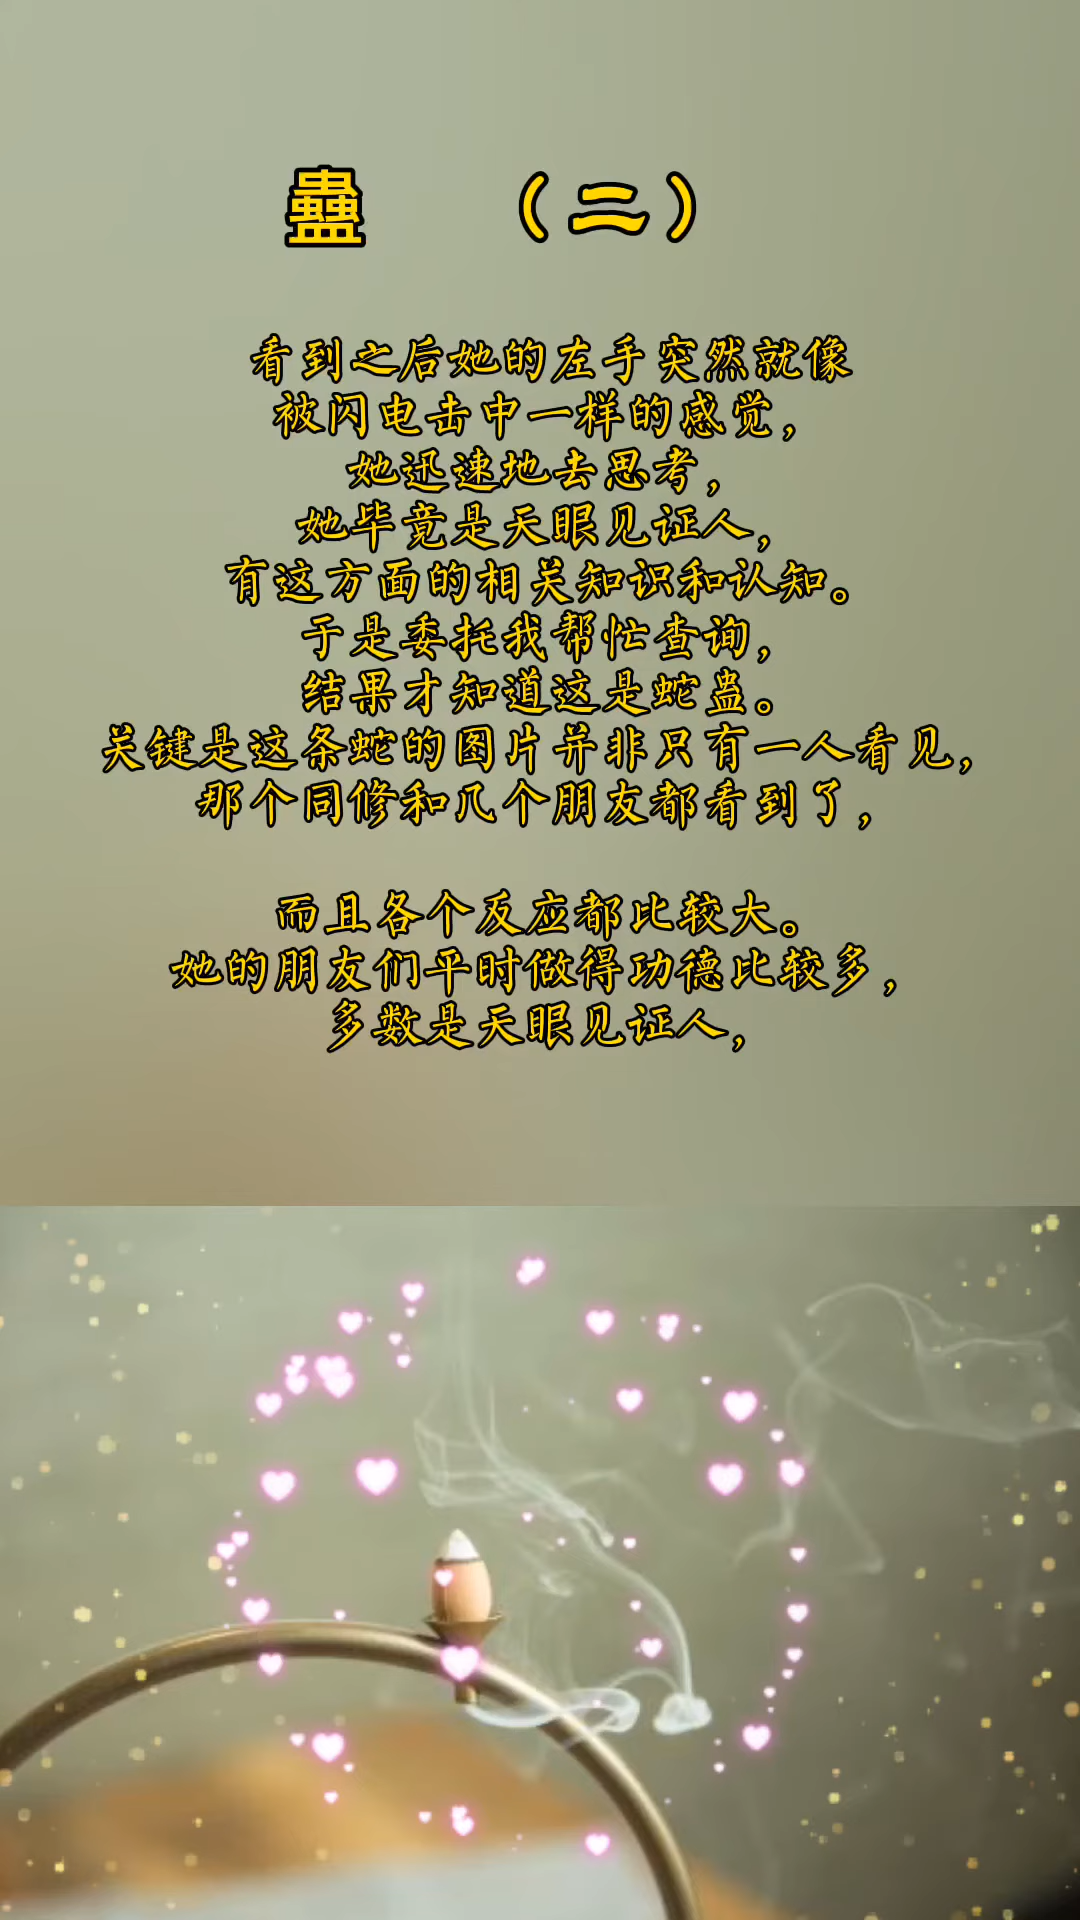 蠱 （二）
看到之后她的左手突然就像
被闪电击中一样的感觉，
她迅速地去思考，
她毕竟是天眼见证人，
有这方面的相关知识和认知。
于是委托我帮忙查询，
结果才知道这是蛇蛊。
关键是这条蛇的图片并非只有一人看见，
那个同修和几个朋友都看到了，
而且各个反应都比较大。
她的朋友们平时做得功德比较多，
多数是天眼见证人，